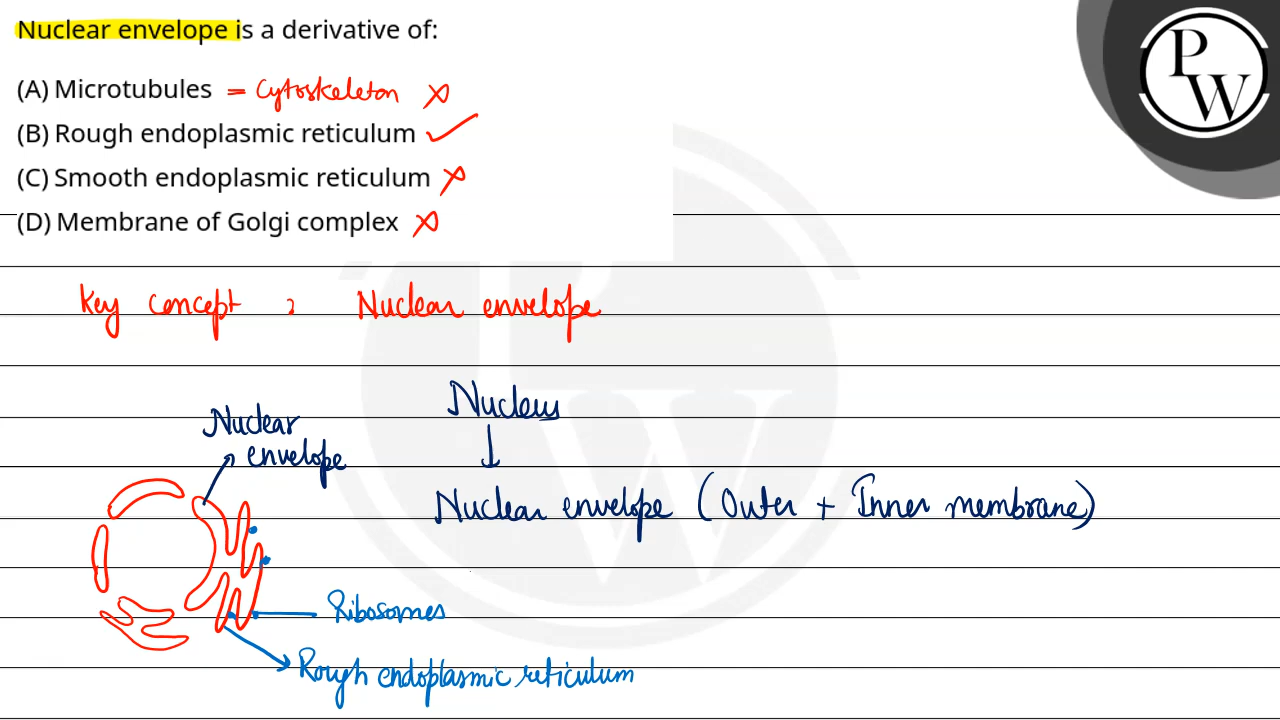 Nuclear envelope is a derivative of:
(A) Microtubules = Cytoskeleton ✗
(B) Rough endoplasmic reticulum ✓
(C) Smooth endoplasmic reticulum ✗
(D) Membrane of Golgi complex ✗
PW
Key concept : Nuclear envelope
Nucleus
↓
Nuclear
envelope
Nuclear envelope (Outer + Inner membrane)
Ribosomes
Rough endoplasmic reticulum